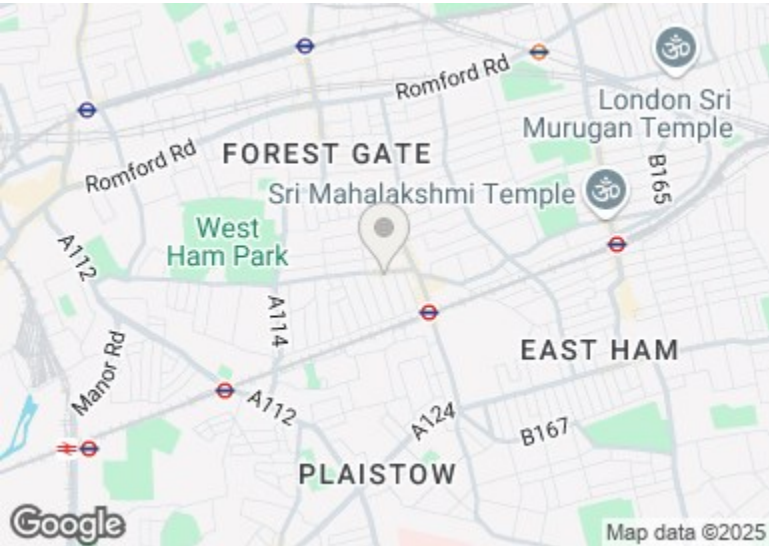 Romford Rd
London Sri
Murugan Temple
Romford Rd
FOREST GATE
B165
Sri Mahalakshmi Temple
ॐ
ॐ
West
Ham Park
A112
A114
Manor Rd
EAST HAM
A112
A124
B167
PLAISTOW
Google
Map data ©2025